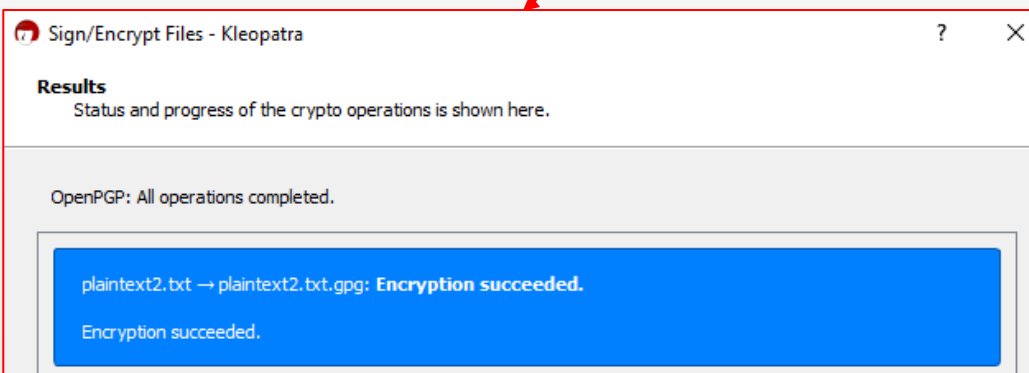 Sign/Encrypt Files - Kleopatra ?
Results
Status and progress of the crypto operations is shown here.
OpenPGP: All operations completed.
plaintext2.txt → plaintext2.txt.gpg: Encryption succeeded.
Encryption succeeded.